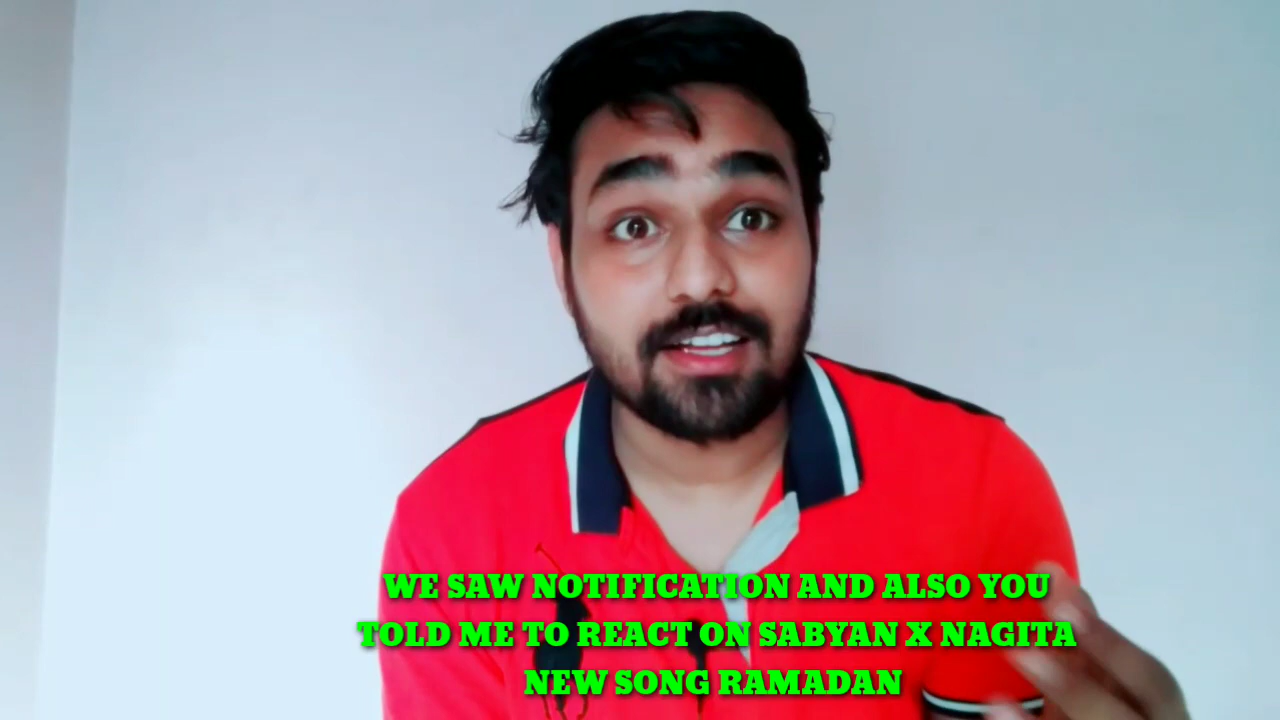 WE SAW NOTIFICATION AND ALSO YOU
TOLD ME TO REACT ON SABYAN X NAGITA
NEW SONG RAMADAN